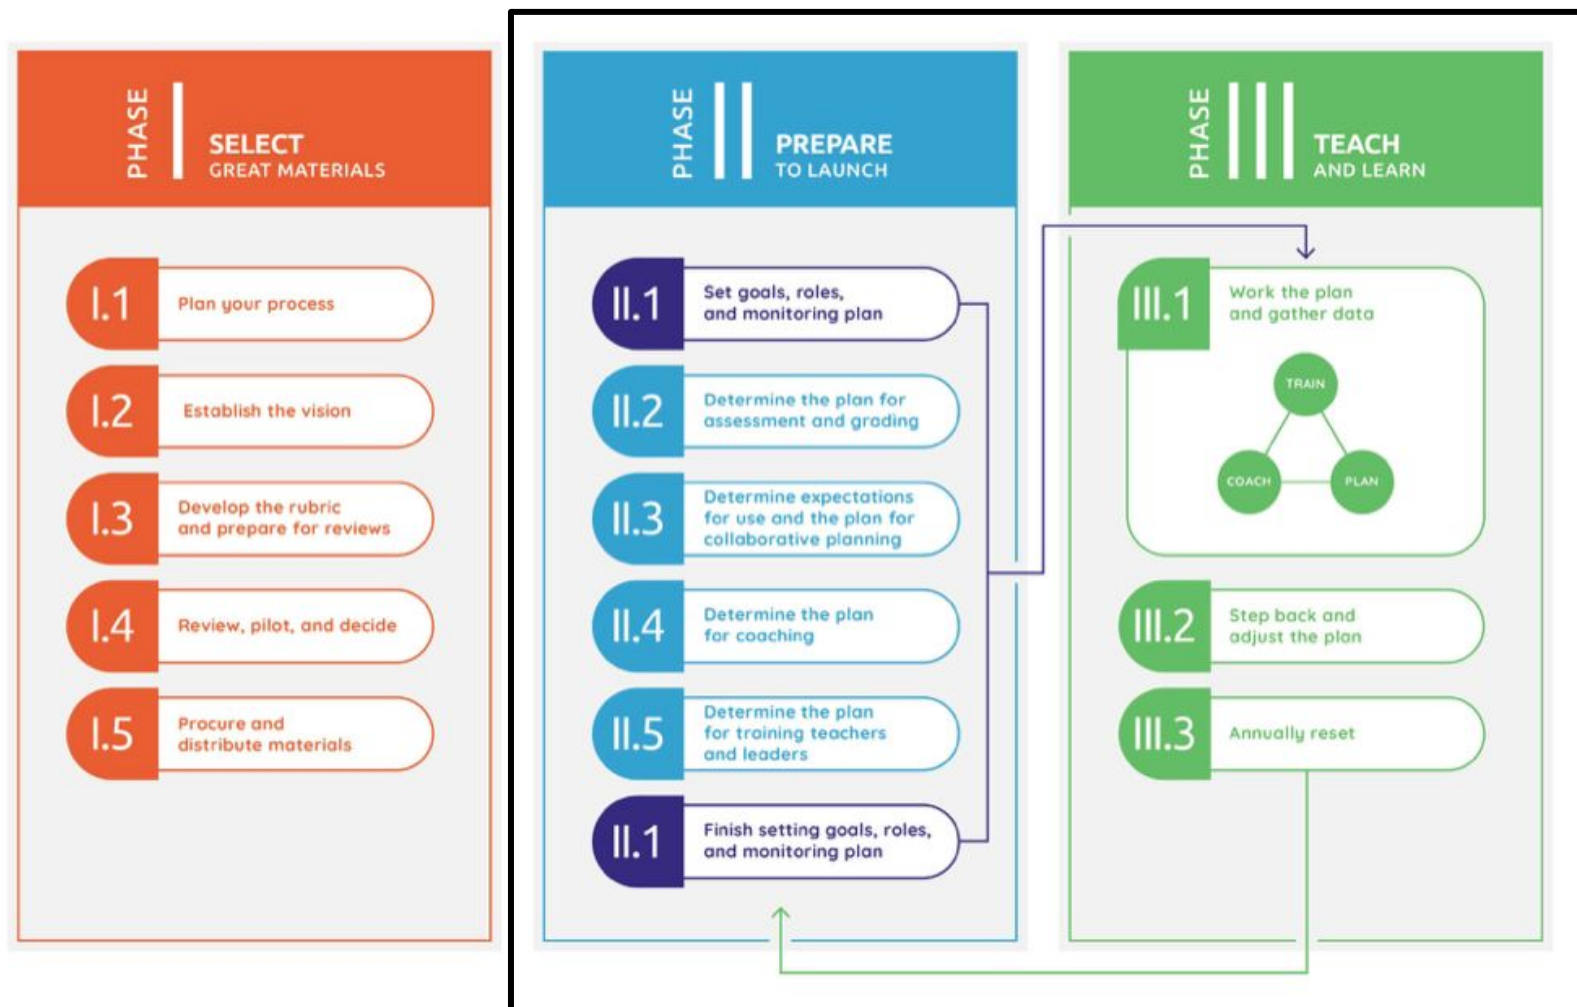 PHASE I
SELECT
GREAT MATERIALS
I.1
Plan your process
I.2
Establish the vision
I.3
Develop the rubric
and prepare for reviews
I.4
Review, pilot, and decide
I.5
Procure and
distribute materials
PHASE II
PREPARE
TO LAUNCH
II.1
Set goals, roles,
and monitoring plan
II.2
Determine the plan for
assessment and grading
II.3
Determine expectations
for use and the plan for
collaborative planning
II.4
Determine the plan
for coaching
II.5
Determine the plan
for training teachers
and leaders
II.1
Finish setting goals, roles,
and monitoring plan
PHASE III
TEACH
AND LEARN
III.1
Work the plan
and gather data
TRAIN
COACH
PLAN
III.2
Step back and
adjust the plan
III.3
Annually reset